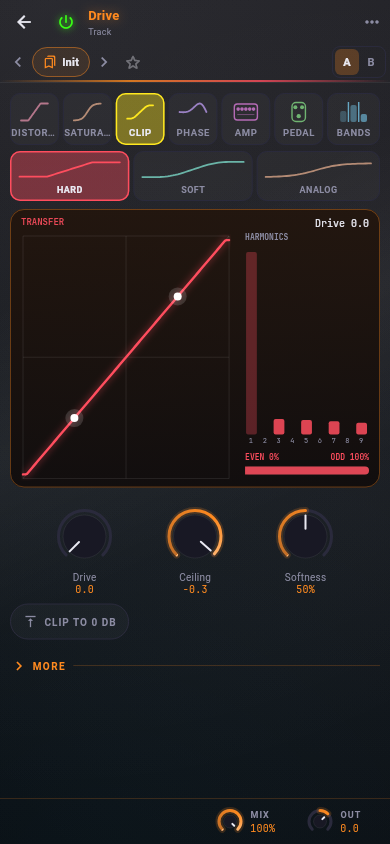 Drive
Track
Init
A B
DISTOR… SATURA… CLIP PHASE AMP PEDAL BANDS
HARD SOFT ANALOG
TRANSFER
Drive 0.0
HARMONICS
1 2 3 4 5 6 7 8 9
EVEN 0% ODD 100%
Drive Ceiling Softness
0.0 -0.3 50%
CLIP TO 0 DB
MORE
MIX OUT
100% 0.0